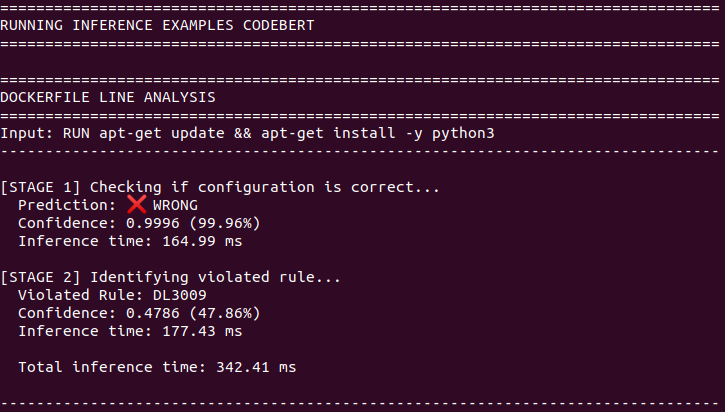 ================================================================================
RUNNING INFERENCE EXAMPLES CODEBERT
================================================================================
================================================================================
DOCKERFILE LINE ANALYSIS
================================================================================
Input: RUN apt-get update && apt-get install -y python3
--------------------------------------------------------------------------------
[STAGE 1] Checking if configuration is correct...
Prediction: ❌ WRONG
Confidence: 0.9996 (99.96%)
Inference time: 164.99 ms
[STAGE 2] Identifying violated rule...
Violated Rule: DL3009
Confidence: 0.4786 (47.86%)
Inference time: 177.43 ms
Total inference time: 342.41 ms
--------------------------------------------------------------------------------